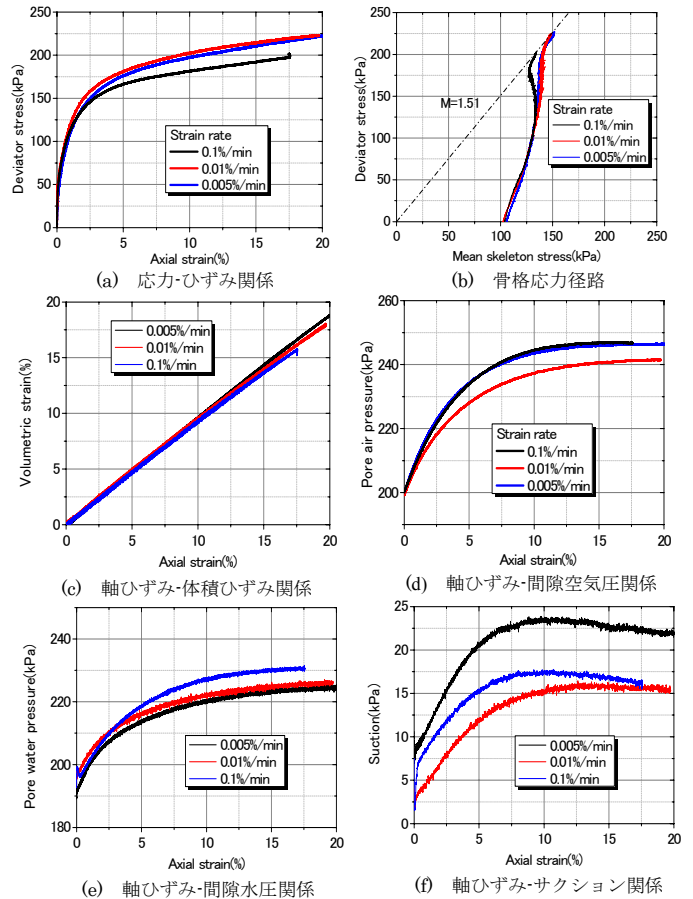 250
200
150
100
50
0
0 5 10 15 20
Deviator stress(kPa)
Axial strain(%)
Strain rate
0.1%/min
0.01%/min
0.005%/min
(a) 応力-ひずみ関係
250
200
150
100
50
0
0 50 100 150 200 250
Deviator stress(kPa)
Mean skeleton stress(kPa)
M=1.51
Strain rate
0.1%/min
0.01%/min
0.005%/min
(b) 骨格応力径路
20
15
10
5
0
0 5 10 15 20
Volumetric strain(%)
Axial strain(%)
0.005%/min
0.01%/min
0.1%/min
(c) 軸ひずみ-体積ひずみ関係
260
240
220
200
0 5 10 15 20
Pore air pressure(kPa)
Axial strain(%)
Strain rate
0.1%/min
0.01%/min
0.005%/min
(d) 軸ひずみ-間隙空気圧関係
240
220
200
180
0 5 10 15 20
Pore water pressure(kPa)
Axial strain(%)
0.005%/min
0.01%/min
0.1%/min
(e) 軸ひずみ-間隙水圧関係
25
20
15
10
5
0
0 5 10 15 20
Suction(kPa)
Axial strain(%)
0.005%/min
0.01%/min
0.1%/min
(f) 軸ひずみ-サクション関係